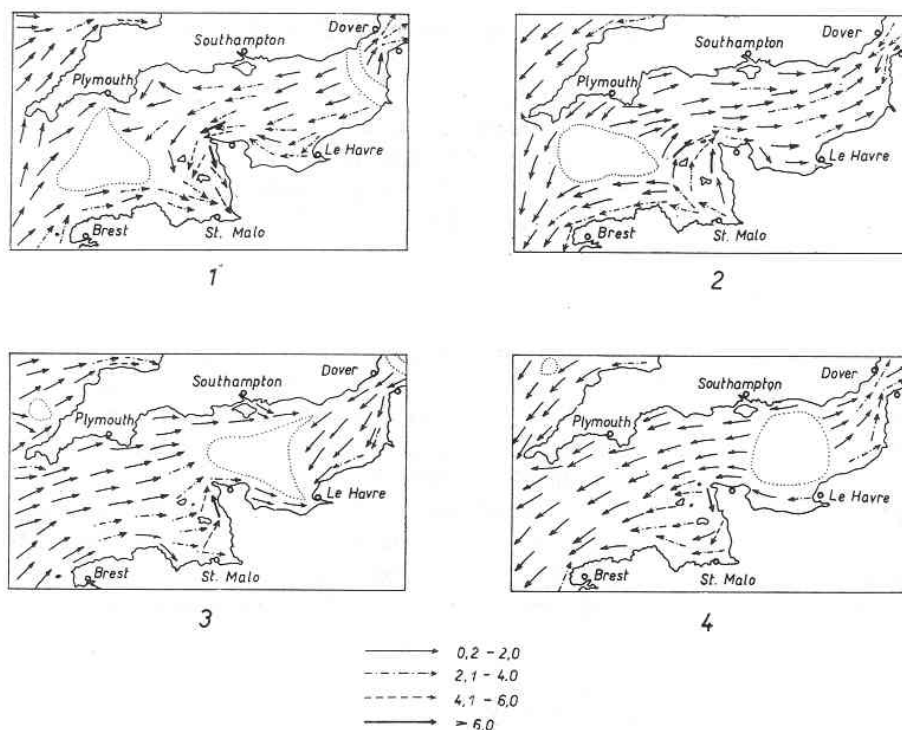 Dover
Southampton
Plymouth
Le Havre
St. Malo
Brest
1
Dover
Southampton
Plymouth
Le Havre
St. Malo
Brest
2
Dover
Southampton
Plymouth
Le Havre
St. Malo
Brest
3
Dover
Southampton
Plymouth
Le Havre
St. Malo
Brest
4
0,2 - 2,0
2,1 - 4.0
4,1 - 6,0
> 6,0